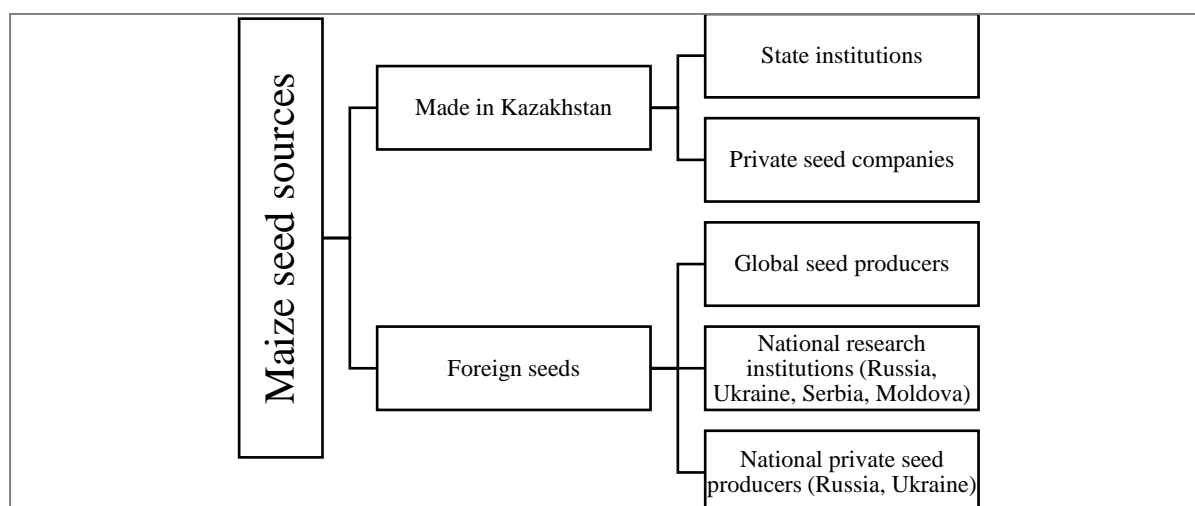 Maize seed sources
Made in Kazakhstan
State institutions
Private seed companies
Foreign seeds
Global seed producers
National research
institutions (Russia,
Ukraine, Serbia, Moldova)
National private seed
producers (Russia, Ukraine)